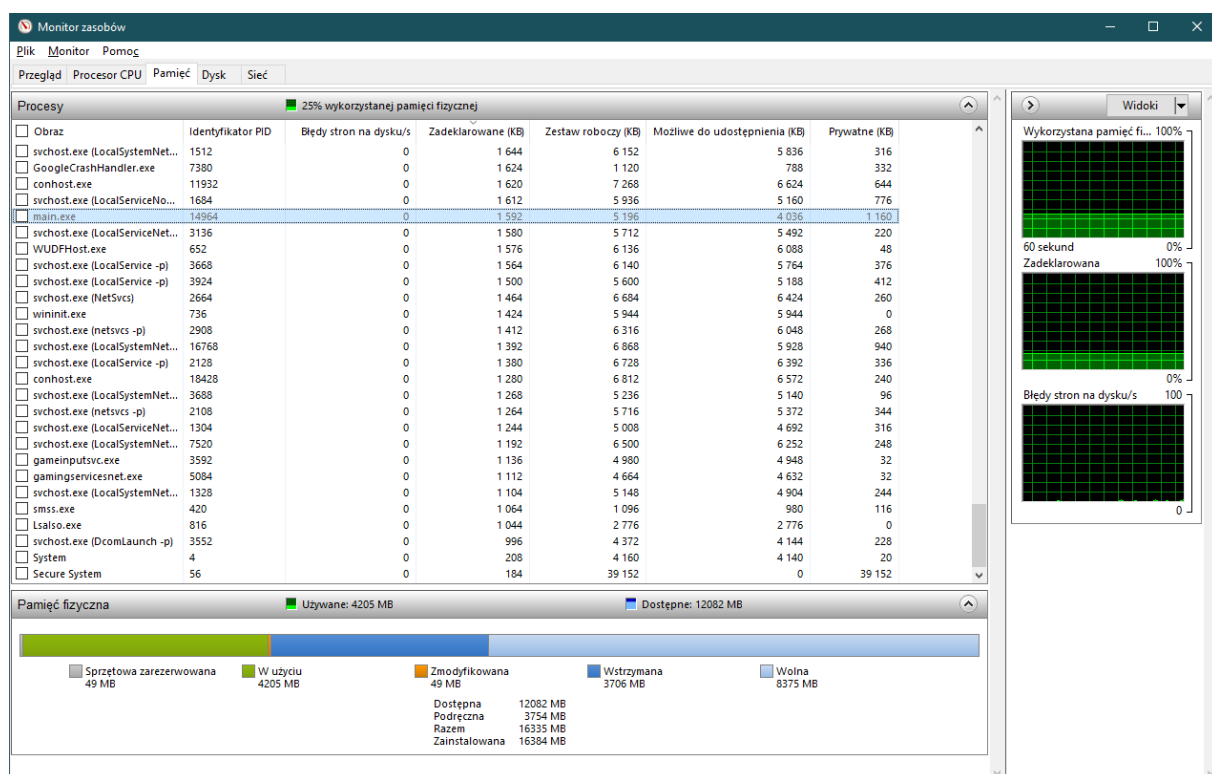 Monitor zasobów
Plik Monitor Pomoc
Przegląd Procesor CPU Pamięć Dysk Sieć
Procesy 25% wykorzystanej pamięci fizycznej
Obraz Identyfikator PID Błędy stron na dysku/s Zadeklarowane (KB) Zestaw roboczy (KB) Możliwe do udostępnienia (KB) Prywatne (KB)
svchost.exe (LocalSystemNet... 1512 0 1 644 6 152 5 836 316
GoogleCrashHandler.exe 7380 0 1 624 1 120 788 332
conhost.exe 11932 0 1 620 7 268 6 624 644
svchost.exe (LocalServiceNo... 1684 0 1 612 5 936 5 160 776
main.exe 14964 0 1 592 5 196 4 036 1 160
svchost.exe (LocalServiceNet... 3136 0 1 580 5 712 5 492 220
WUDFHost.exe 652 0 1 576 6 136 6 088 48
svchost.exe (LocalService -p) 3668 0 1 564 6 140 5 764 376
svchost.exe (LocalService -p) 3924 0 1 500 5 600 5 188 412
svchost.exe (NetSvcs) 2664 0 1 464 6 684 6 424 260
wininit.exe 736 0 1 424 5 944 5 944 0
svchost.exe (netsvcs -p) 2908 0 1 412 6 316 6 048 268
svchost.exe (LocalSystemNet... 16768 0 1 392 6 868 5 928 940
svchost.exe (LocalService -p) 2128 0 1 380 6 728 6 392 336
conhost.exe 18428 0 1 280 6 812 6 572 240
svchost.exe (LocalSystemNet... 3688 0 1 268 5 236 5 140 96
svchost.exe (netsvcs -p) 2108 0 1 264 5 716 5 372 344
svchost.exe (LocalServiceNet... 1304 0 1 244 5 008 4 692 316
svchost.exe (LocalSystemNet... 7520 0 1 192 6 500 6 252 248
gameinputsvc.exe 3592 0 1 136 4 980 4 948 32
gamingservicesnet.exe 5084 0 1 112 4 664 4 632 32
svchost.exe (LocalSystemNet... 1328 0 1 104 5 148 4 904 244
smss.exe 420 0 1 064 1 096 980 116
LsaIso.exe 816 0 1 044 2 776 2 776 0
svchost.exe (DcomLaunch -p) 3552 0 996 4 372 4 144 228
System 4 0 208 4 160 4 140 20
Secure System 56 0 184 39 152 0 39 152
Pamięć fizyczna Używane: 4205 MB Dostępne: 12082 MB
Sprzętowa zarezerwowana W użyciu Zmodyfikowana Wstrzymana Wolna
49 MB 4205 MB 49 MB 3706 MB 8375 MB
Dostępna 12082 MB
Podręczna 3754 MB
Razem 16335 MB
Zainstalowana 16384 MB
Widoki
Wykorzystana pamięć fi... 100%
60 sekund 0%
Zadeklarowana 100%
0%
Błędy stron na dysku/s 100
0